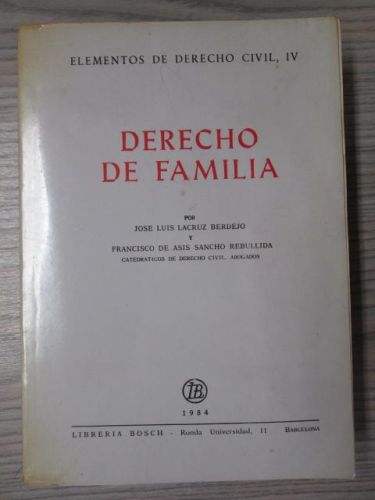 ELEMENTOS DE DERECHO CIVIL, IV
DERECHO
DE FAMILIA
POR
JOSE LUIS LACRUZ BERDEJO
Y
FRANCISCO DE ASIS SANCHO REBULLIDA
CATEDRATICOS DE DERECHO CIVIL. ABOGADOS
LB
1984
LIBRERIA BOSCH - Ronda Universidad, 11 BARCELONA